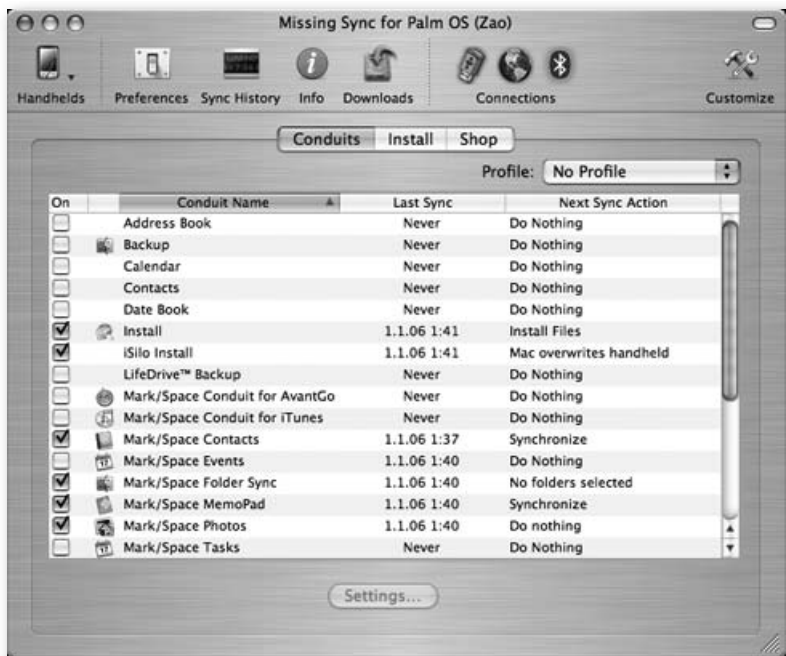 Missing Sync for Palm OS (Zao)
Handhelds Preferences Sync History Info Downloads Connections Customize
Conduits Install Shop
Profile: No Profile
On Conduit Name Last Sync Next Sync Action
Address Book Never Do Nothing
Backup Never Do Nothing
Calendar Never Do Nothing
Contacts Never Do Nothing
Date Book Never Do Nothing
Install 1.1.06 1:41 Install Files
iSilo Install 1.1.06 1:41 Mac overwrites handheld
LifeDrive™ Backup Never Do Nothing
Mark/Space Conduit for AvantGo Never Do Nothing
Mark/Space Conduit for iTunes Never Do Nothing
Mark/Space Contacts 1.1.06 1:37 Synchronize
Mark/Space Events 1.1.06 1:40 Do Nothing
Mark/Space Folder Sync 1.1.06 1:40 No folders selected
Mark/Space MemoPad 1.1.06 1:40 Synchronize
Mark/Space Photos 1.1.06 1:40 Do nothing
Mark/Space Tasks Never Do Nothing
Settings...